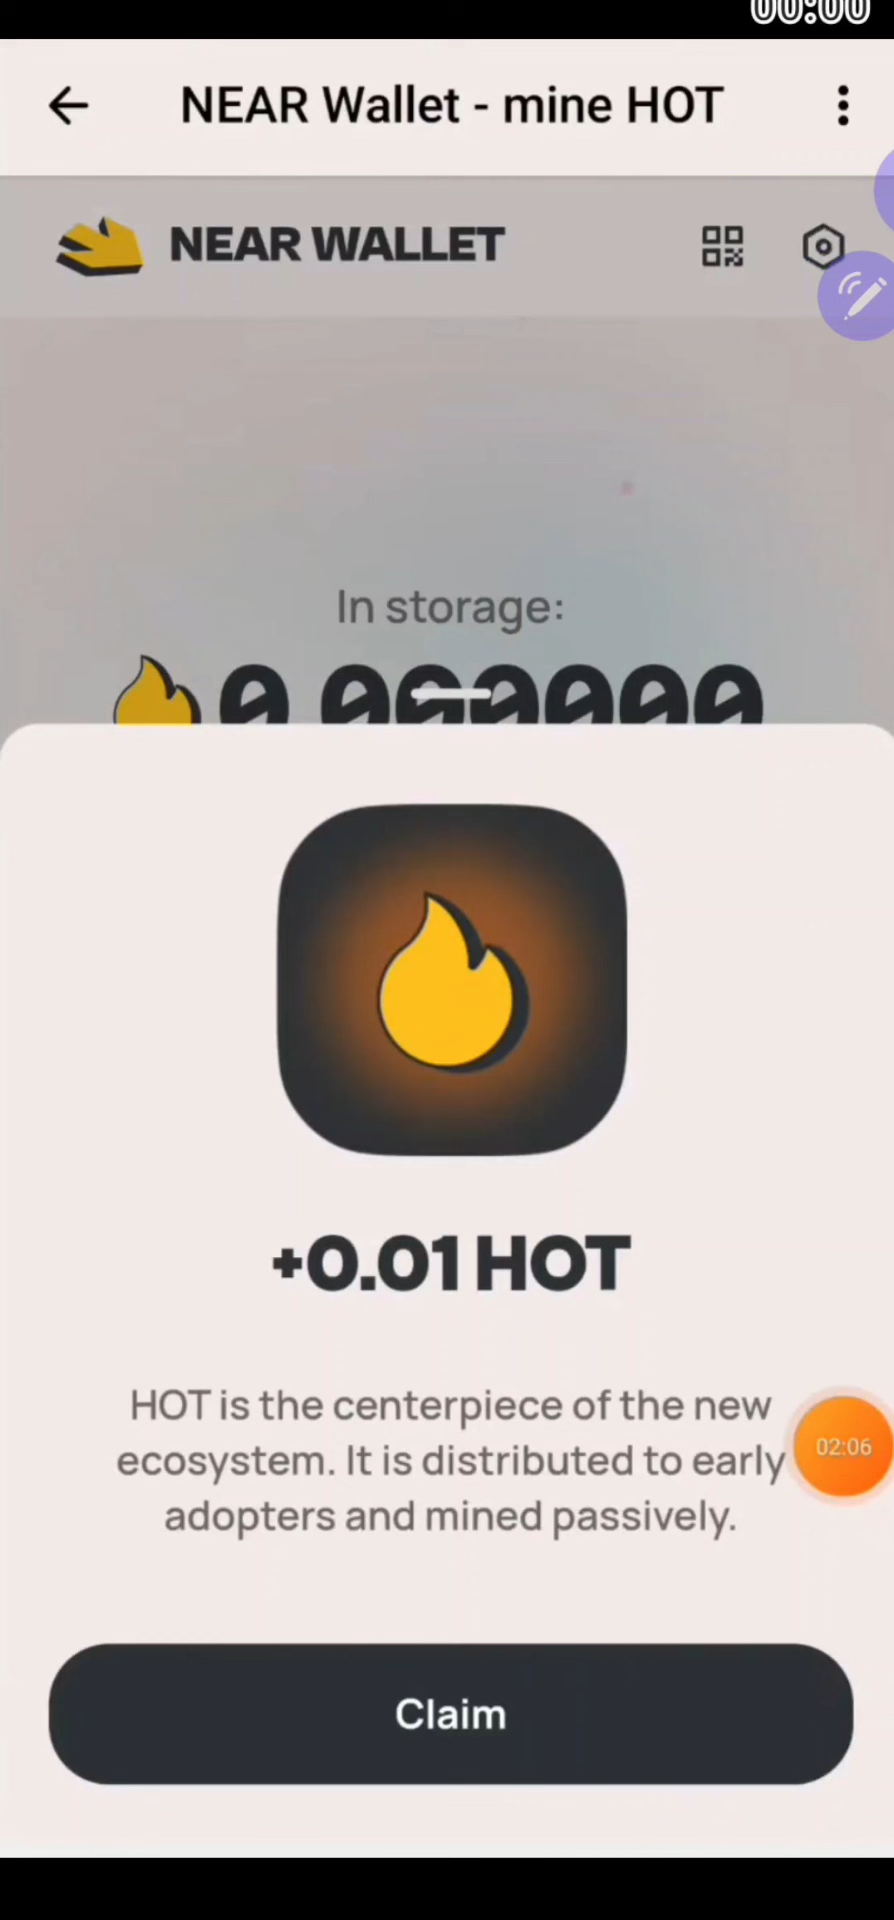 00:00
NEAR Wallet - mine HOT
NEAR WALLET
In storage:
+0.01 HOT
HOT is the centerpiece of the new
ecosystem. It is distributed to early
adopters and mined passively.
02:06
Claim